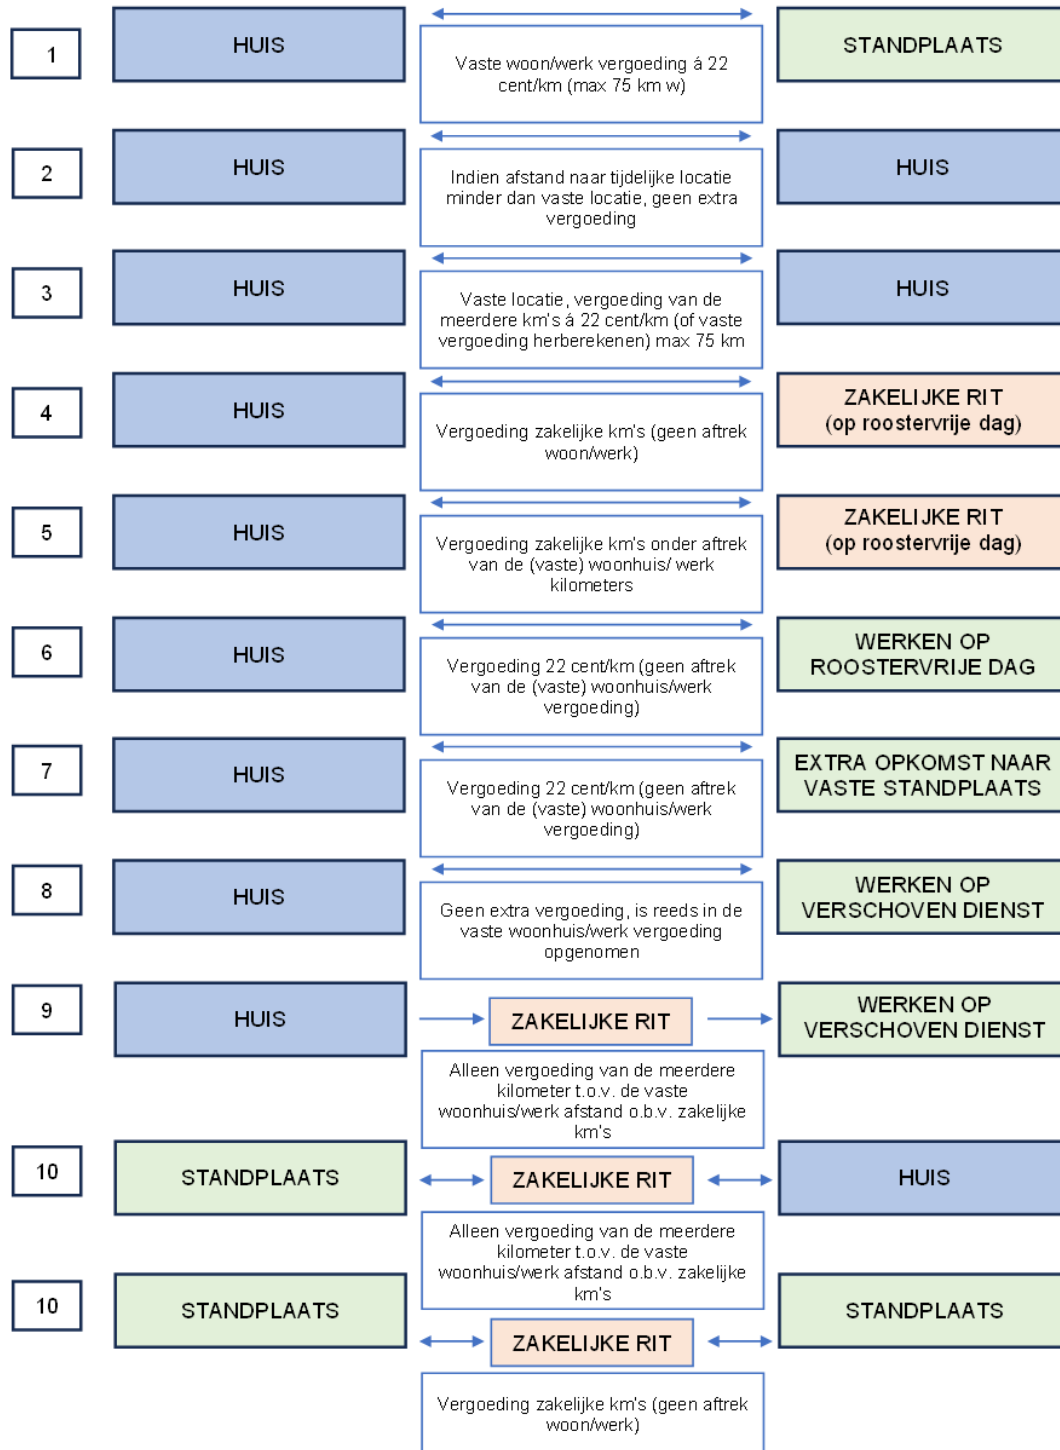 1
HUIS
STANDPLAATS
Vaste woon/werk vergoeding á 22
cent/km (max 75 km w)
2
HUIS
HUIS
Indien afstand naar tijdelijke locatie
minder dan vaste locatie, geen extra
vergoeding
3
HUIS
HUIS
Vaste locatie, vergoeding van de
meerdere km's á 22 cent/km (of vaste
vergoeding herberekenen) max 75 km
4
HUIS
ZAKELIJKE RIT
(op roostervrije dag)
Vergoeding zakelijke km's (geen aftrek
woon/werk)
5
HUIS
ZAKELIJKE RIT
(op roostervrije dag)
Vergoeding zakelijke km's onder aftrek
van de (vaste) woonhuis/ werk
kilometers
6
HUIS
WERKEN OP
ROOSTERVRIJE DAG
Vergoeding 22 cent/km (geen aftrek
van de (vaste) woonhuis/werk
vergoeding)
7
HUIS
EXTRA OPKOMST NAAR
VASTE STANDPLAATS
Vergoeding 22 cent/km (geen aftrek
van de (vaste) woonhuis/werk
vergoeding)
8
HUIS
WERKEN OP
VERSCHOVEN DIENST
Geen extra vergoeding, is reeds in de
vaste woonhuis/werk vergoeding
opgenomen
9
HUIS
ZAKELIJKE RIT
WERKEN OP
VERSCHOVEN DIENST
Alleen vergoeding van de meerdere
kilometer t.o.v. de vaste
woonhuis/werk afstand o.b.v. zakelijke
km's
10
STANDPLAATS
ZAKELIJKE RIT
HUIS
Alleen vergoeding van de meerdere
kilometer t.o.v. de vaste
woonhuis/werk afstand o.b.v. zakelijke
km's
10
STANDPLAATS
ZAKELIJKE RIT
STANDPLAATS
Vergoeding zakelijke km's (geen aftrek
woon/werk)